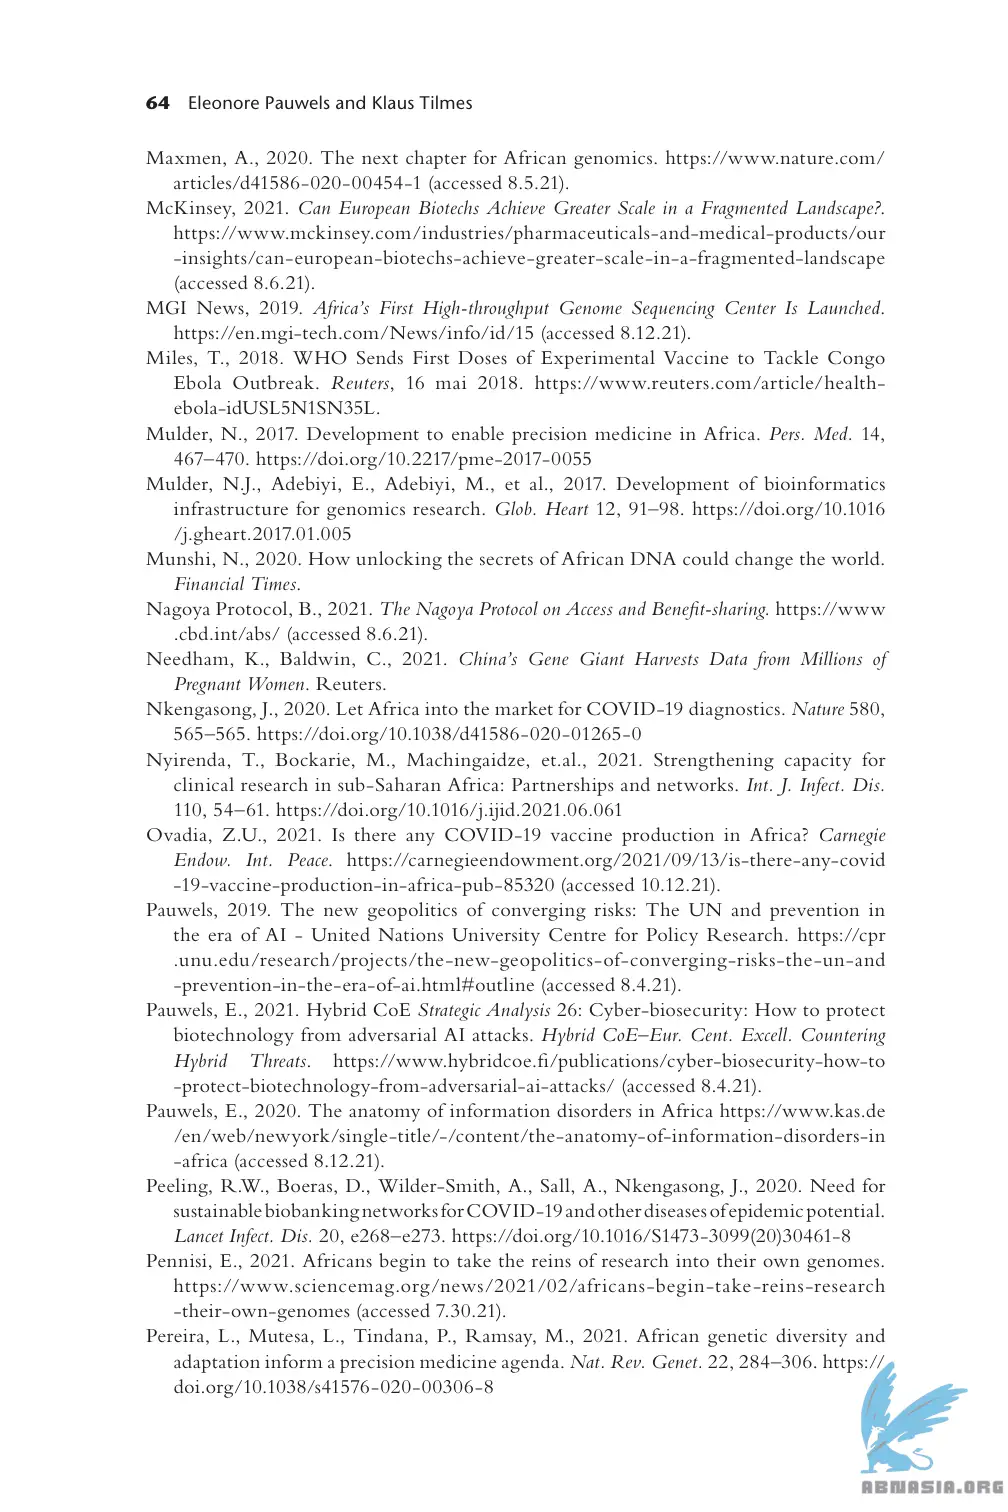 64 Eleonore Pauwels and Klaus Tilmes
Maxmen, A., 2020. The next chapter for African genomics. https://www.nature.com/
articles/d41586-020-00454-1 (accessed 8.5.21).
McKinsey, 2021. Can European Biotechs Achieve Greater Scale in a Fragmented Landscape?.
https://www.mckinsey.com/industries/pharmaceuticals-and-medical-products/our
-insights/can-european-biotechs-achieve-greater-scale-in-a-fragmented-landscape
(accessed 8.6.21).
MGI News, 2019. Africa’s First High-throughput Genome Sequencing Center Is Launched.
https://en.mgi-tech.com/News/info/id/15 (accessed 8.12.21).
Miles, T., 2018. WHO Sends First Doses of Experimental Vaccine to Tackle Congo
Ebola Outbreak. Reuters, 16 mai 2018. https://www.reuters.com/article/health-
ebola-idUSL5N1SN35L.
Mulder, N., 2017. Development to enable precision medicine in Africa. Pers. Med. 14,
467–470. https://doi.org/10.2217/pme-2017-0055
Mulder, N.J., Adebiyi, E., Adebiyi, M., et al., 2017. Development of bioinformatics
infrastructure for genomics research. Glob. Heart 12, 91–98. https://doi.org/10.1016
/j.gheart.2017.01.005
Munshi, N., 2020. How unlocking the secrets of African DNA could change the world.
Financial Times.
Nagoya Protocol, B., 2021. The Nagoya Protocol on Access and Benefit-sharing. https://www
.cbd.int/abs/ (accessed 8.6.21).
Needham, K., Baldwin, C., 2021. China’s Gene Giant Harvests Data from Millions of
Pregnant Women. Reuters.
Nkengasong, J., 2020. Let Africa into the market for COVID-19 diagnostics. Nature 580,
565–565. https://doi.org/10.1038/d41586-020-01265-0
Nyirenda, T., Bockarie, M., Machingaidze, et.al., 2021. Strengthening capacity for
clinical research in sub-Saharan Africa: Partnerships and networks. Int. J. Infect. Dis.
110, 54–61. https://doi.org/10.1016/j.ijid.2021.06.061
Ovadia, Z.U., 2021. Is there any COVID-19 vaccine production in Africa? Carnegie
Endow. Int. Peace. https://carnegieendowment.org/2021/09/13/is-there-any-covid
-19-vaccine-production-in-africa-pub-85320 (accessed 10.12.21).
Pauwels, 2019. The new geopolitics of converging risks: The UN and prevention in
the era of AI - United Nations University Centre for Policy Research. https://cpr
.unu.edu/research/projects/the-new-geopolitics-of-converging-risks-the-un-and
-prevention-in-the-era-of-ai.html#outline (accessed 8.4.21).
Pauwels, E., 2021. Hybrid CoE Strategic Analysis 26: Cyber-biosecurity: How to protect
biotechnology from adversarial AI attacks. Hybrid CoE–Eur. Cent. Excell. Countering
Hybrid Threats. https://www.hybridcoe.fi/publications/cyber-biosecurity-how-to
-protect-biotechnology-from-adversarial-ai-attacks/ (accessed 8.4.21).
Pauwels, E., 2020. The anatomy of information disorders in Africa https://www.kas.de
/en/web/newyork/single-title/-/content/the-anatomy-of-information-disorders-in
-africa (accessed 8.12.21).
Peeling, R.W., Boeras, D., Wilder-Smith, A., Sall, A., Nkengasong, J., 2020. Need for
sustainable biobanking networks for COVID-19 and other diseases of epidemic potential.
Lancet Infect. Dis. 20, e268–e273. https://doi.org/10.1016/S1473-3099(20)30461-8
Pennisi, E., 2021. Africans begin to take the reins of research into their own genomes.
https://www.sciencemag.org/news/2021/02/africans-begin-take-reins-research
-their-own-genomes (accessed 7.30.21).
Pereira, L., Mutesa, L., Tindana, P., Ramsay, M., 2021. African genetic diversity and
adaptation inform a precision medicine agenda. Nat. Rev. Genet. 22, 284–306. https://
doi.org/10.1038/s41576-020-00306-8
ABNASIA.ORG